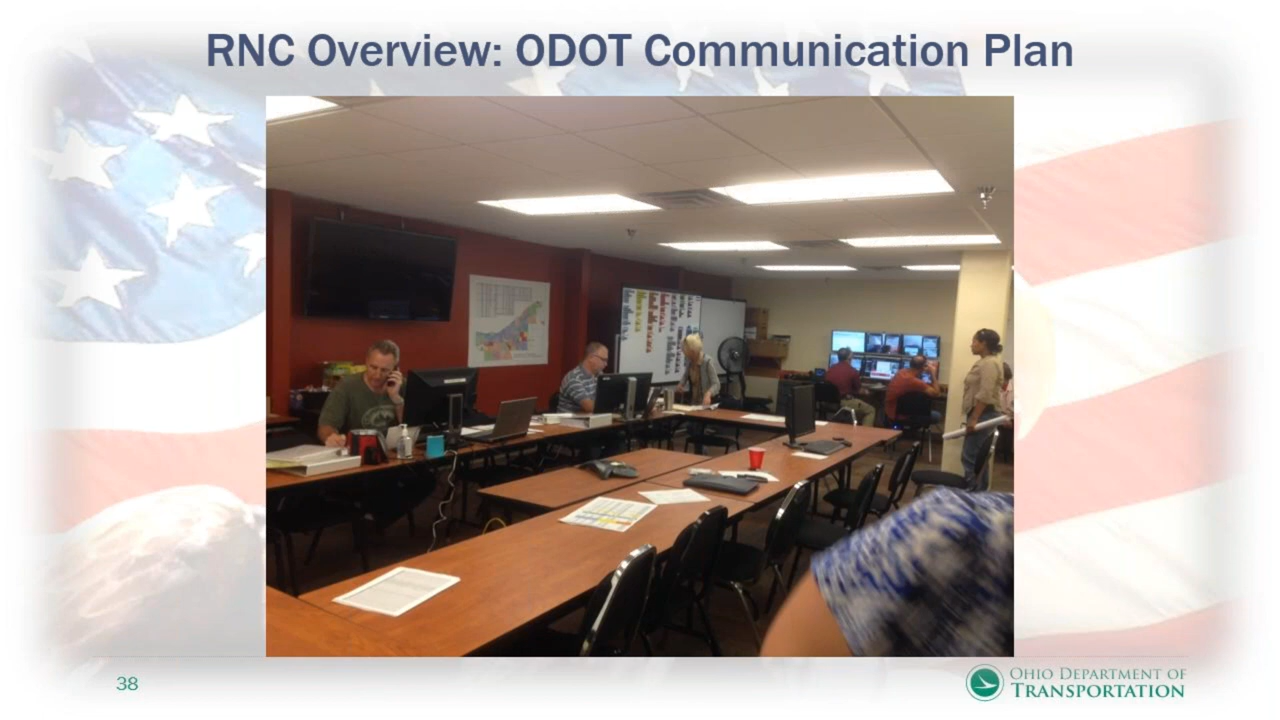 RNC Overview: ODOT Communication Plan
38
OHIO DEPARTMENT OF
TRANSPORTATION